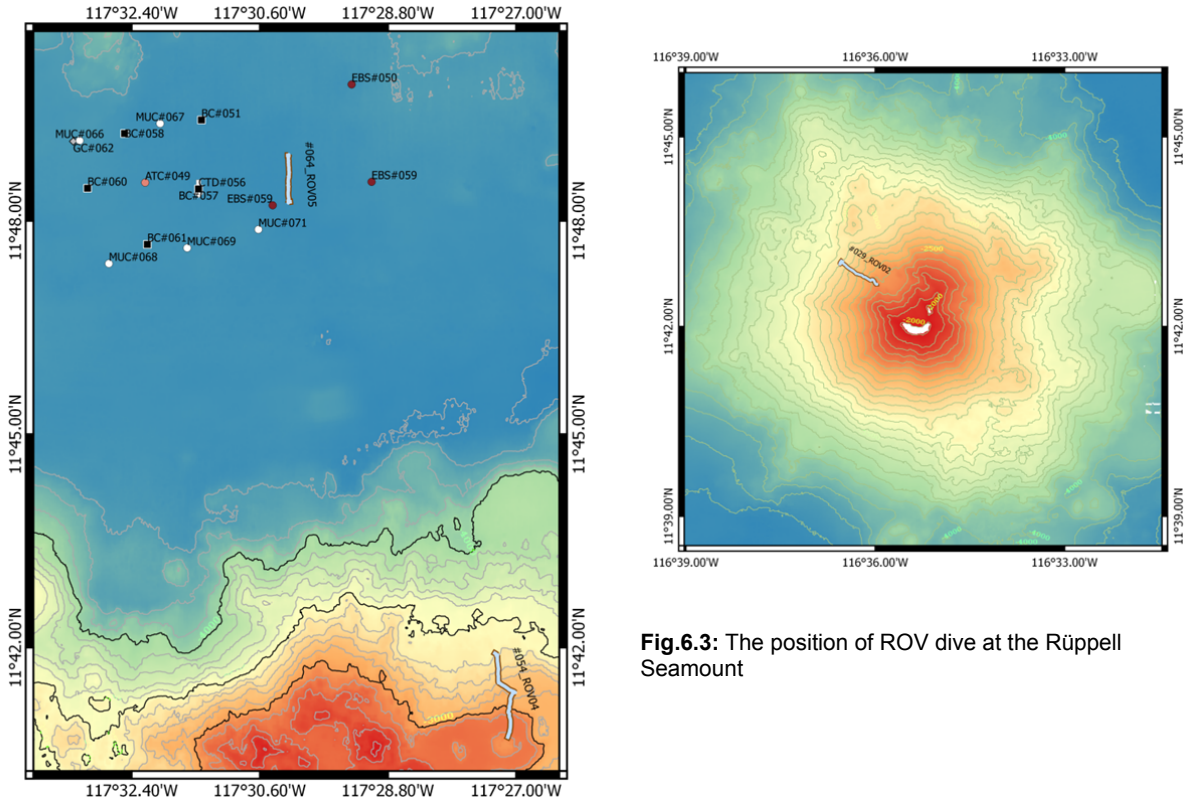 117°32.40'W 117°30.60'W 117°28.80'W 117°27.00'W
EBS#050
BC#051
MUC#067
BC#058
MUC#066
GC#062
#064_ROV05
ATC#049
CTD#056
EBS#059
BC#060
BC#057
EBS#059
MUC#071
BC#061
MUC#069
MUC#068
11°48.00'N
11°48.00'N
11°45.00'N
11°45.00'N
11°42.00'N
11°42.00'N
#054_ROV04
-3000
117°32.40'W 117°30.60'W 117°28.80'W 117°27.00'W
116°39.00'W 116°36.00'W 116°33.00'W
11°45.00'N
11°45.00'N
#029_ROV02
-2500
-2000
-2000
11°42.00'N
11°42.00'N
-4000
-4000
-4000
11°39.00'N
11°39.00'N
116°39.00'W 116°36.00'W 116°33.00'W
Fig.6.3: The position of ROV dive at the Rüppell
Seamount